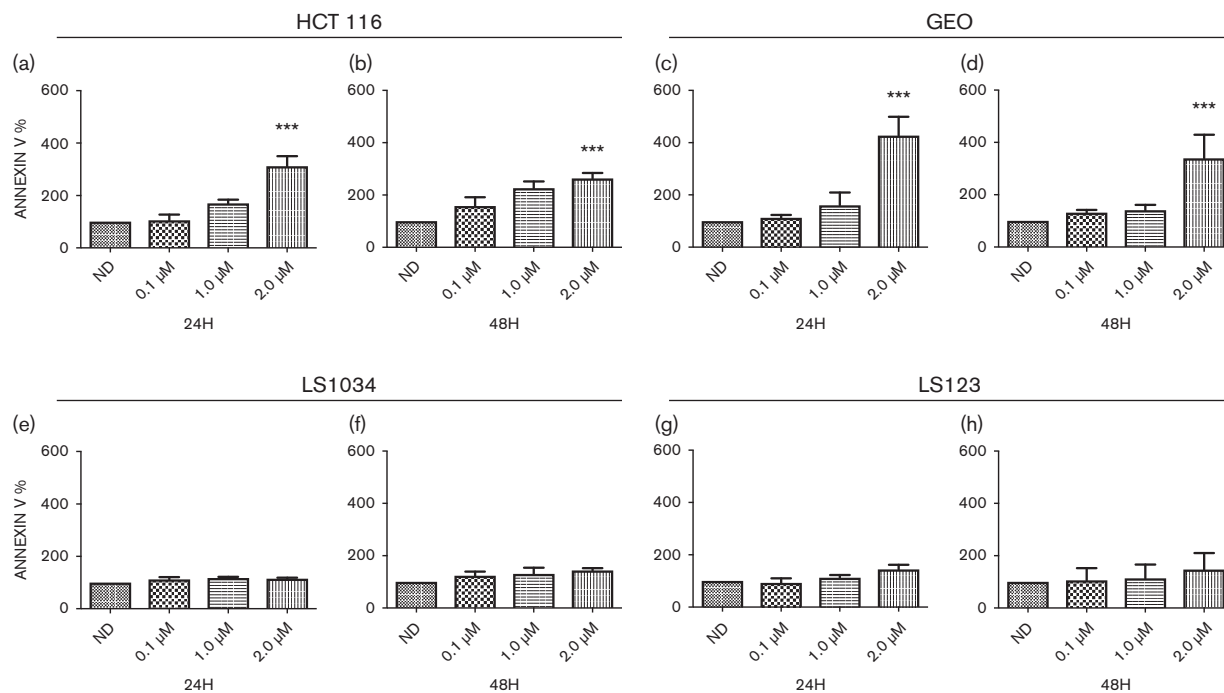 HCT 116
GEO
(a)
(b)
(c)
(d)
600
400
200
0
ANNEXIN V %
***
ND
0.1 µM
1.0 µM
2.0 µM
24H
600
400
200
0
***
ND
0.1 µM
1.0 µM
2.0 µM
48H
600
400
200
0
***
ND
0.1 µM
1.0 µM
2.0 µM
24H
600
400
200
0
***
ND
0.1 µM
1.0 µM
2.0 µM
48H
LS1034
LS123
(e)
(f)
(g)
(h)
600
400
200
0
ANNEXIN V %
ND
0.1 µM
1.0 µM
2.0 µM
24H
600
400
200
0
ND
0.1 µM
1.0 µM
2.0 µM
48H
600
400
200
0
ND
0.1 µM
1.0 µM
2.0 µM
24H
600
400
200
0
ND
0.1 µM
1.0 µM
2.0 µM
48H